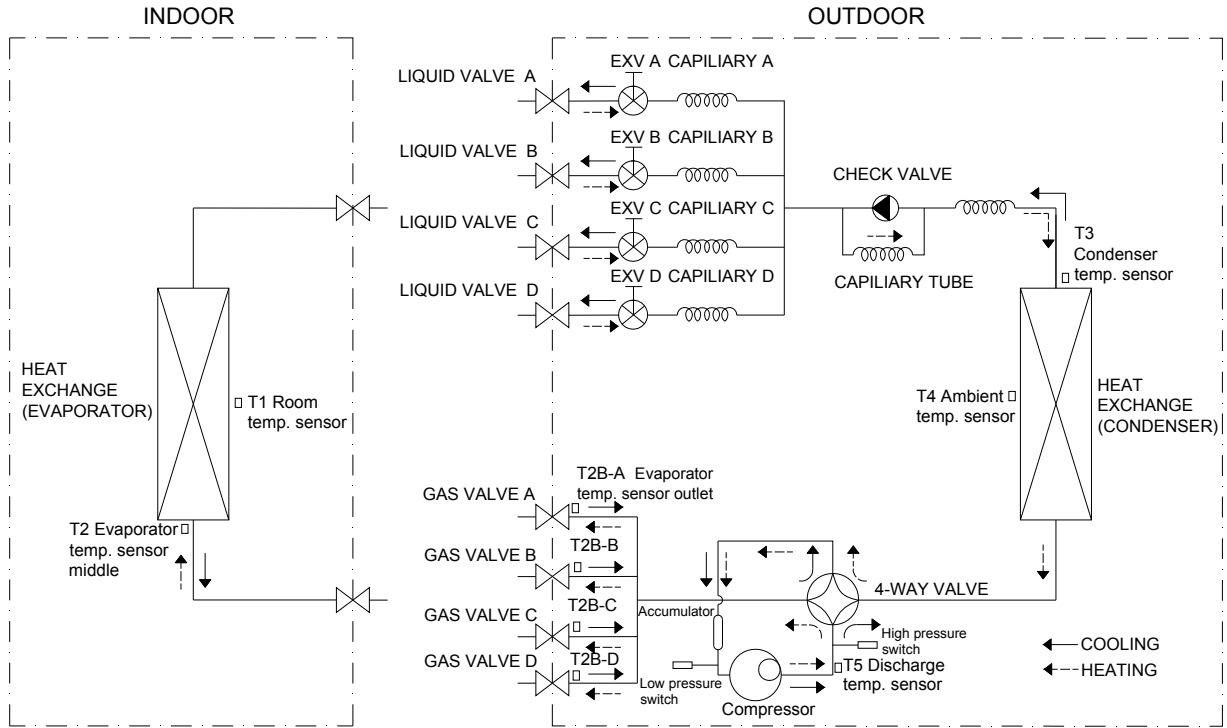 INDOOR
OUTDOOR
LIQUID VALVE A
EXV A CAPILIARY A
LIQUID VALVE B
EXV B CAPILIARY B
LIQUID VALVE C
EXV C CAPILIARY C
LIQUID VALVE D
EXV D CAPILIARY D
CHECK VALVE
CAPILIARY TUBE
T3
Condenser
temp. sensor
HEAT
EXCHANGE
(EVAPORATOR)
T1 Room
temp. sensor
T2 Evaporator
temp. sensor
middle
T4 Ambient
temp. sensor
HEAT
EXCHANGE
(CONDENSER)
GAS VALVE A
T2B-A Evaporator
temp. sensor outlet
GAS VALVE B
T2B-B
GAS VALVE C
T2B-C
GAS VALVE D
T2B-D
Accumulator
4-WAY VALVE
High pressure
switch
Low pressure
switch
T5 Discharge
temp. sensor
Compressor
COOLING
HEATING